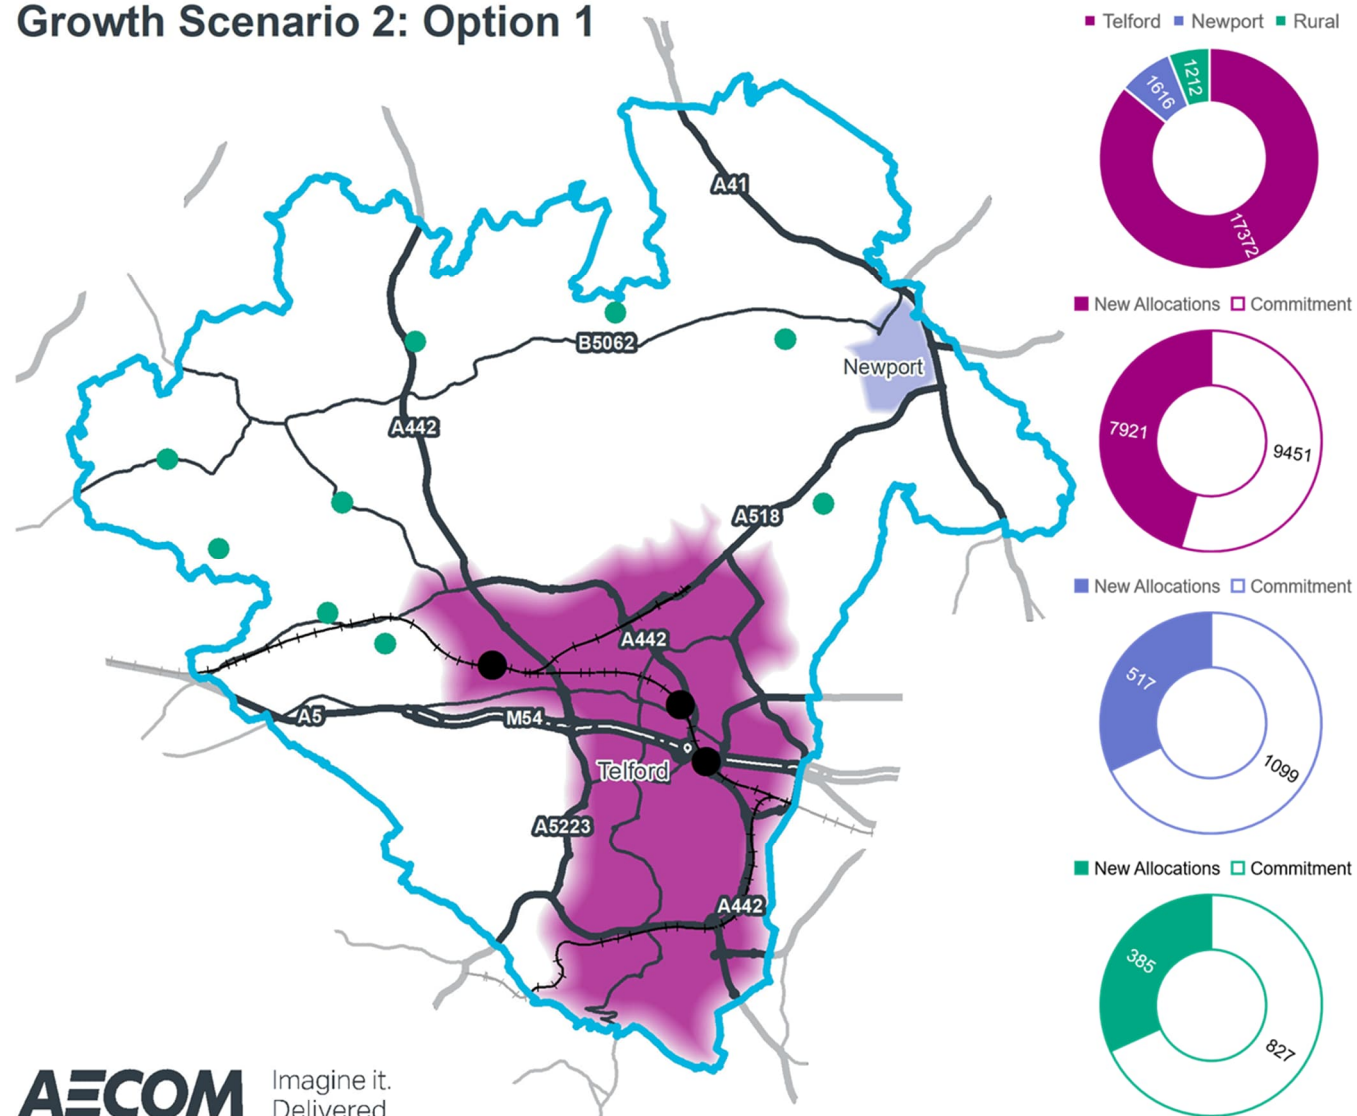 Growth Scenario 2: Option 1
Telford Newport Rural
1616
1212
17372
New Allocations Commitment
7921
9451
New Allocations Commitment
517
1099
New Allocations Commitment
385
827
A41
B5062
Newport
A442
A518
A442
A5
M54
Telford
A5223
A442
AECOM
Imagine it.
Delivered